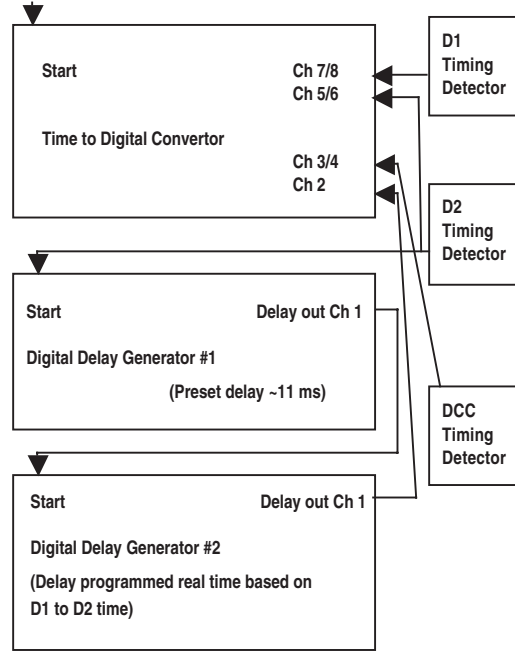 Start
Ch 7/8
Ch 5/6
Time to Digital Convertor
Ch 3/4
Ch 2
D1
Timing
Detector
D2
Timing
Detector
Start
Delay out Ch 1
Digital Delay Generator #1
(Preset delay ~11 ms)
DCC
Timing
Detector
Start
Delay out Ch 1
Digital Delay Generator #2
(Delay programmed real time based on
D1 to D2 time)